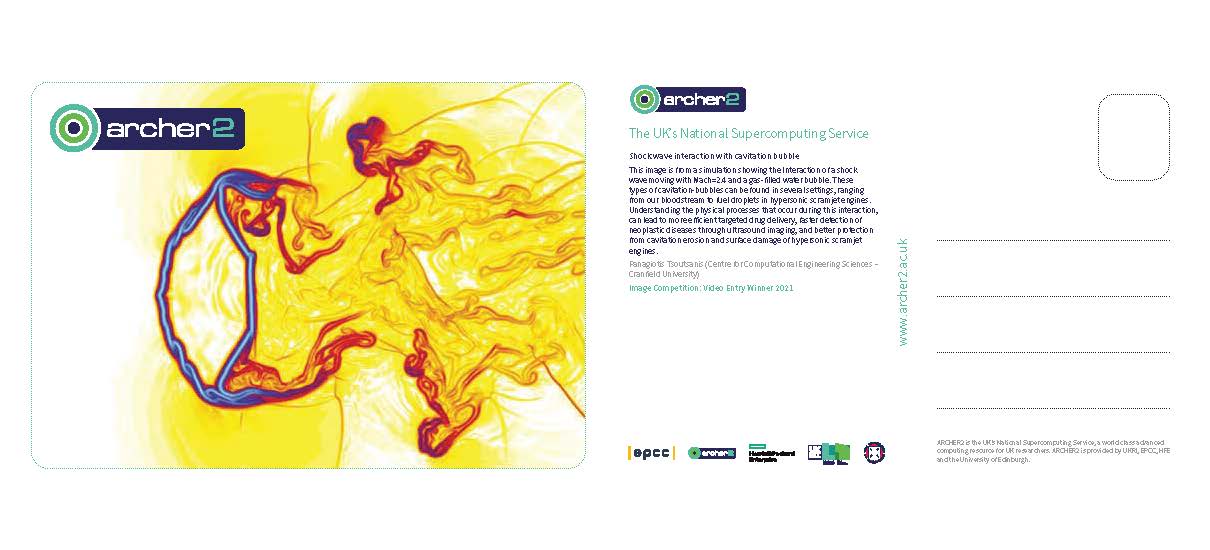 archer2
archer2
The UK's National Supercomputing Service
Shockwave interaction with cavitation bubble
This image is from a simulation showing the interaction of a shock
wave moving with Mach=2.4 and a gas-filled water bubble. These
types of cavitation-bubbles can be found in several settings, ranging
from our bloodstream to fuel droplets in hypersonic scramjet engines.
Understanding the physical processes that occur during this interaction,
can lead to more efficient targeted drug delivery, faster detection of
neoplastic diseases through ultrasound imaging, and better protection
from cavitation erosion and surface damage of hypersonic scramjet
engines.
Panagiotis Tsoutsanis (Centre for Computational Engineering Sciences –
Cranfield University)
Image Competition: Video Entry Winner 2021
www.archer2.ac.uk
epcc
archer2
Hewlett Packard
Enterprise
ARCHER2 is the UK's National Supercomputing Service, a world class advanced
computing resource for UK researchers. ARCHER2 is provided by UKRI, EPCC, HPE
and the University of Edinburgh.